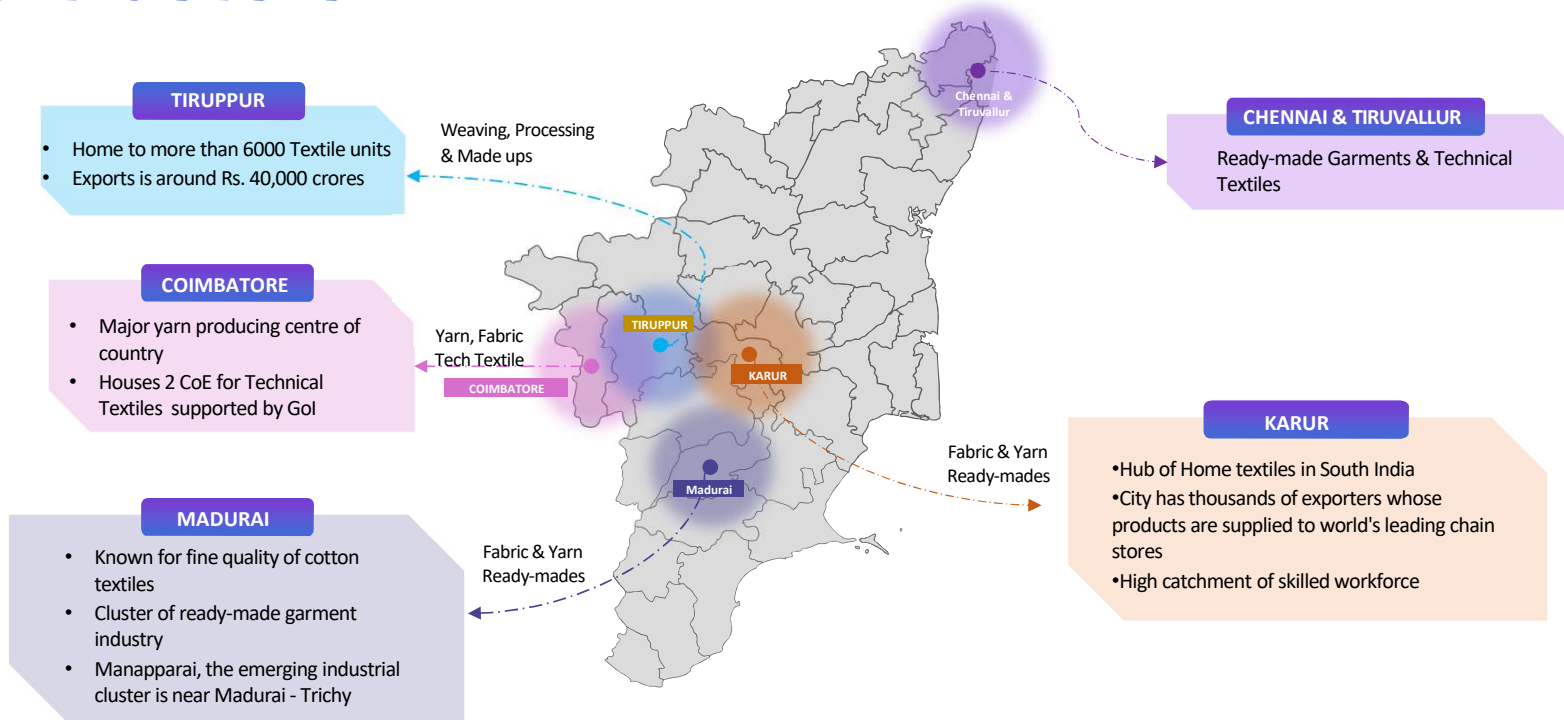 TIRUPPUR
• Home to more than 6000 Textile units
• Exports is around Rs. 40,000 crores
Weaving, Processing
& Made ups
Chennai &
Tiruvallur
CHENNAI & TIRUVALLUR
Ready-made Garments & Technical
Textiles
COIMBATORE
• Major yarn producing centre of
country
• Houses 2 CoE for Technical
Textiles supported by GoI
Yarn, Fabric
Tech Textile
COIMBATORE
TIRUPPUR
KARUR
Madurai
MADURAI
• Known for fine quality of cotton
textiles
• Cluster of ready-made garment
industry
• Manapparai, the emerging industrial
cluster is near Madurai - Trichy
Fabric & Yarn
Ready-mades
Fabric & Yarn
Ready-mades
KARUR
•Hub of Home textiles in South India
•City has thousands of exporters whose
products are supplied to world's leading chain
stores
•High catchment of skilled workforce